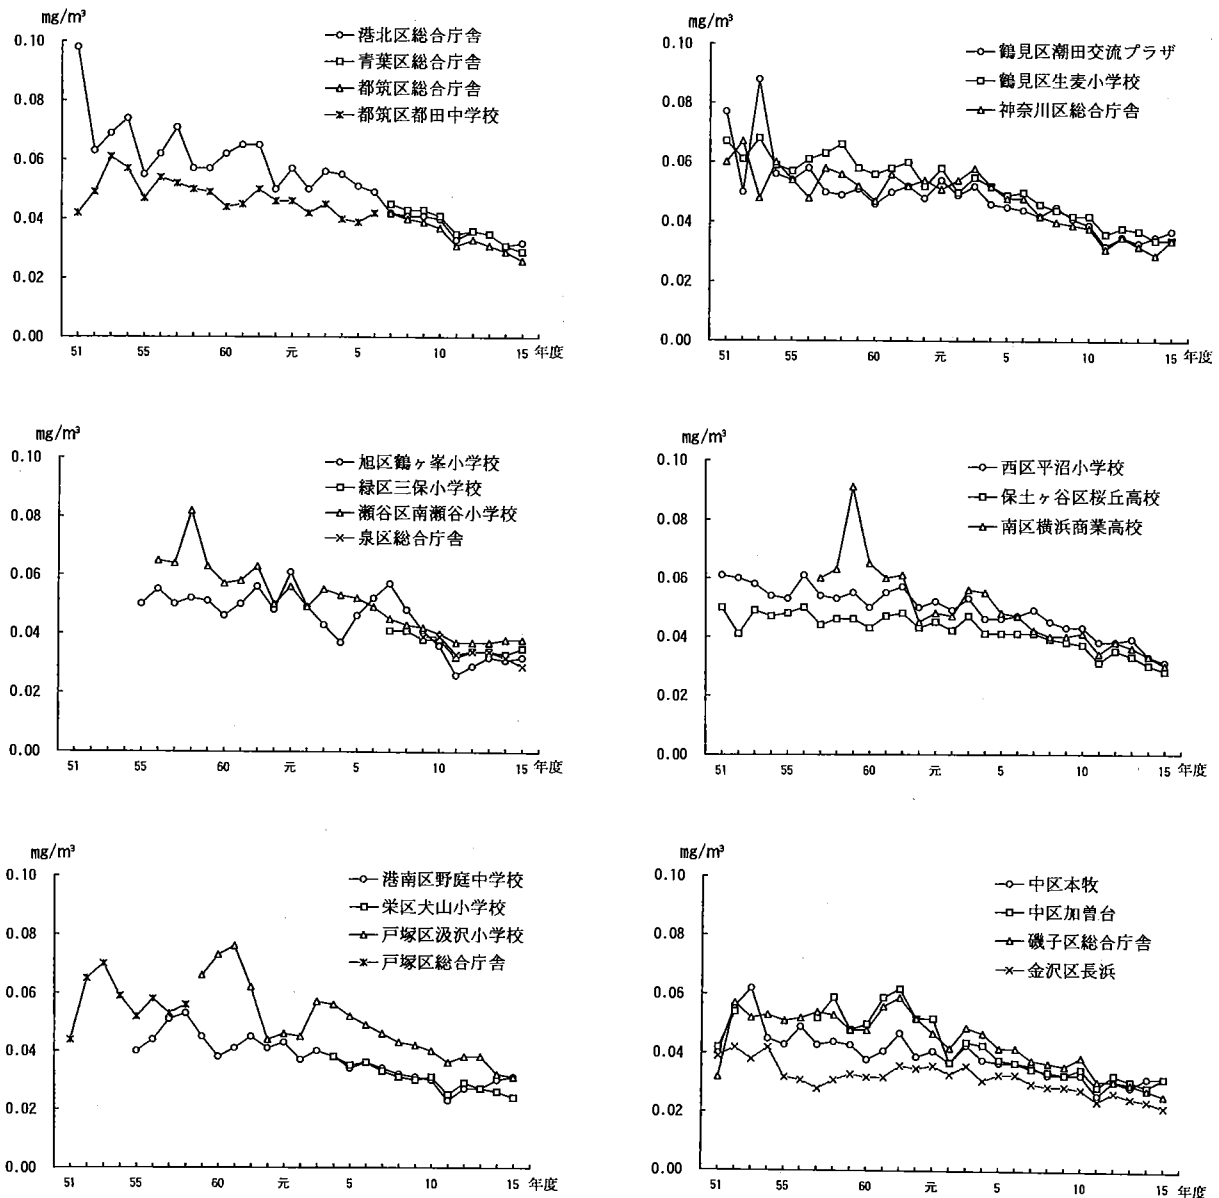 mg/m³
0.10
0.08
0.06
0.04
0.02
0.00
51 55 60 元 5 10 15 年度
港北区総合庁舎
青葉区総合庁舎
都筑区総合庁舎
都筑区都田中学校
mg/m³
0.10
0.08
0.06
0.04
0.02
0.00
51 55 60 元 5 10 15 年度
鶴見区潮田交流プラザ
鶴見区生麦小学校
神奈川区総合庁舎
mg/m³
0.10
0.08
0.06
0.04
0.02
0.00
51 55 60 元 5 10 15 年度
旭区鶴ヶ峯小学校
緑区三保小学校
瀬谷区南瀬谷小学校
泉区総合庁舎
mg/m³
0.10
0.08
0.06
0.04
0.02
0.00
51 55 60 元 5 10 15 年度
西区平沼小学校
保土ヶ谷区桜丘高校
南区横浜商業高校
mg/m³
0.10
0.08
0.06
0.04
0.02
0.00
51 55 60 元 5 10 15 年度
港南区野庭中学校
栄区犬山小学校
戸塚区汲沢小学校
戸塚区総合庁舎
mg/m³
0.10
0.08
0.06
0.04
0.02
0.00
51 55 60 元 5 10 15 年度
中区本牧
中区加曽台
磯子区総合庁舎
金沢区長浜